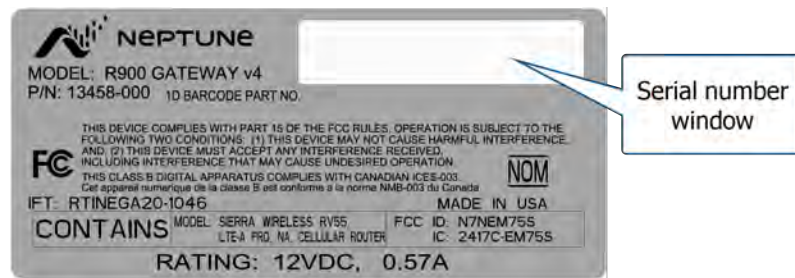 NEPTUNE
MODEL: R900 GATEWAY v4
P/N: 13458-000 1D BARCODE PART NO.
Serial number
window
THIS DEVICE COMPLIES WITH PART 15 OF THE FCC RULES. OPERATION IS SUBJECT TO THE
FOLLOWING TWO CONDITIONS: (1) THIS DEVICE MAY NOT CAUSE HARMFUL INTERFERENCE,
AND (2) THIS DEVICE MUST ACCEPT ANY INTERFERENCE RECEIVED,
INCLUDING INTERFERENCE THAT MAY CAUSE UNDESIRED OPERATION.
FC
NOM
THIS CLASS B DIGITAL APPARATUS COMPLIES WITH CANADIAN ICES-003.
Cet appareil numerique de la classe B est conforme a la norme NMB-003 du Canada
IFT: RTINEGA20-1046 MADE IN USA
CONTAINS MODEL: SIERRA WIRELESS RV55 FCC ID: N7NEM75S
LTE-A PRO, NA, CELLULAR ROUTER IC: 2417C-EM75S
RATING: 12VDC, 0.57A